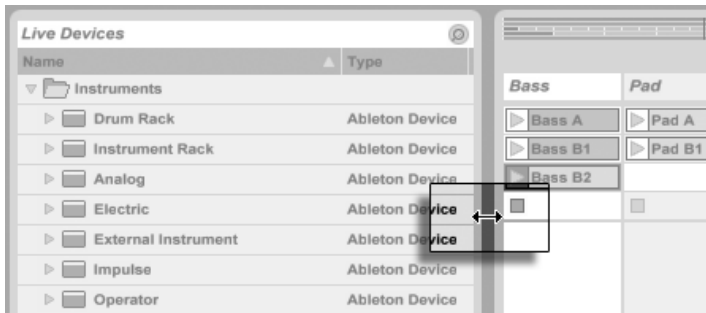 Live Devices
Name Type
Instruments
Drum Rack Ableton Device
Instrument Rack Ableton Device
Analog Ableton Device
Electric Ableton Device
External Instrument Ableton Device
Impulse Ableton Device
Operator Ableton Device
Bass Pad
Bass A Pad A
Bass B1 Pad B1
Bass B2